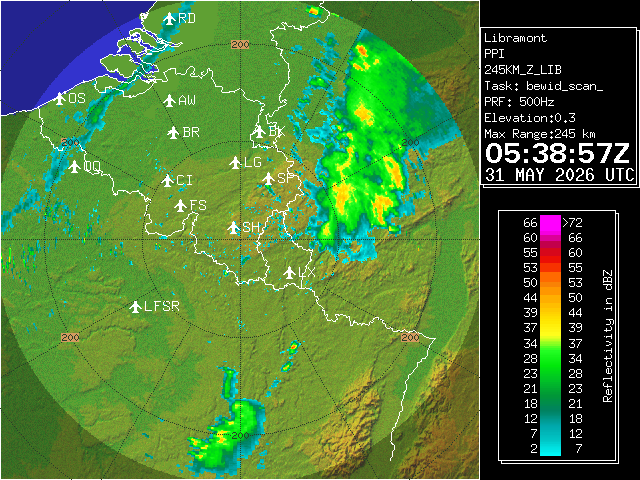 RD
200
OS
AW
BR
BK
200
200
OO
LG
CI
SP
FS
SH
LX
LFSR
200
200
200
Libramont
PPI
245KM_Z_LIB
Task: bewid_scan_
PRF: 500Hz
Elevation:0.3
Max Range:245 km
05:38:57Z
31 MAY 2026 UTC
66 >72
60 66
55 60
53 55
50 53
44 50
39 44
37 39
34 37
28 34
23 28
21 23
18 21
12 18
7 12
2 7
Reflectivity in dBZ